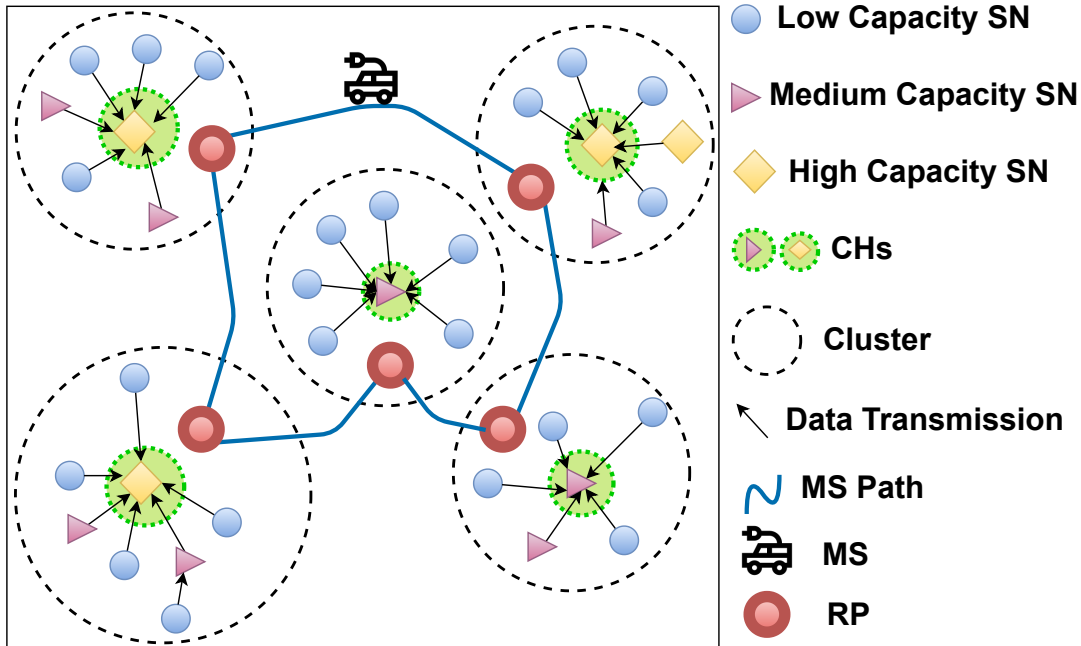 Low Capacity SN
Medium Capacity SN
High Capacity SN
CHs
Cluster
Data Transmission
MS Path
MS
RP